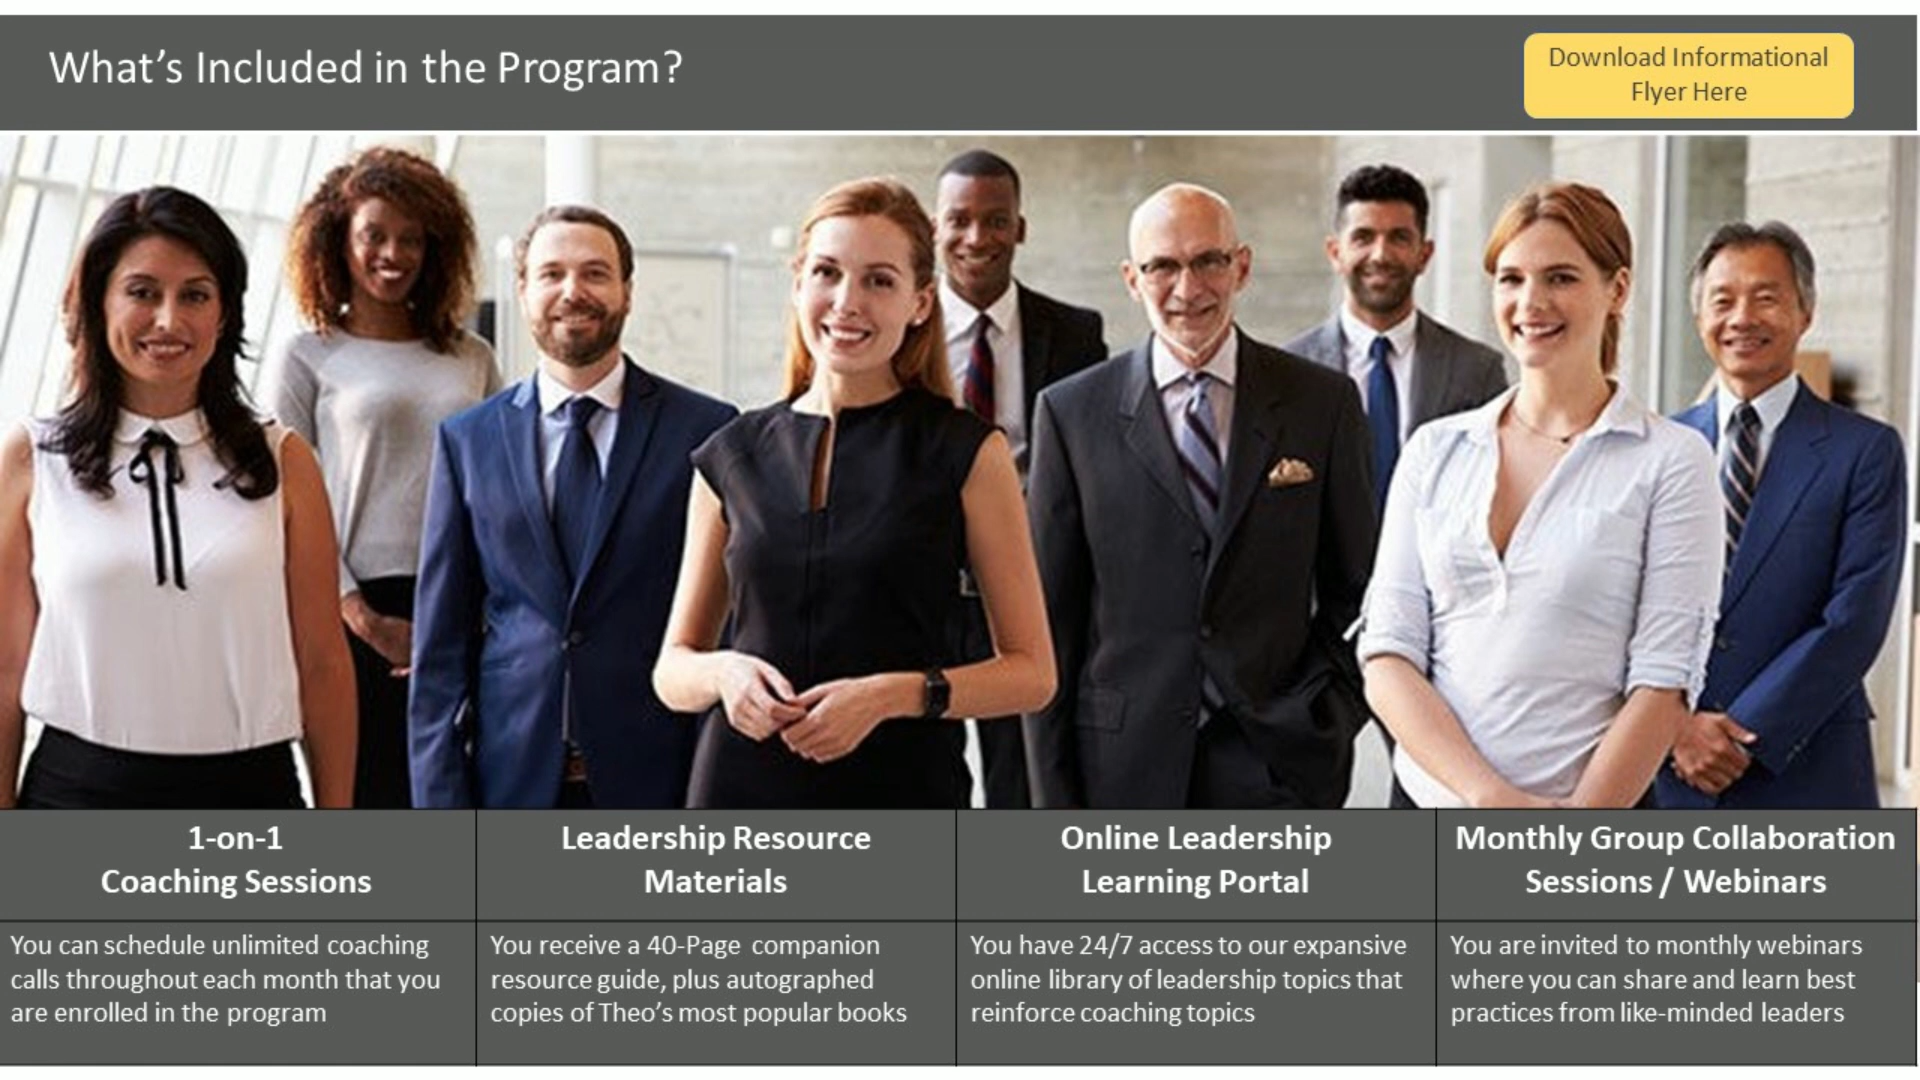 What's Included in the Program?
Download Informational
Flyer Here
1-on-1
Coaching Sessions
You can schedule unlimited coaching
calls throughout each month that you
are enrolled in the program
Leadership Resource
Materials
You receive a 40-Page companion
resource guide, plus autographed
copies of Theo's most popular books
Online Leadership
Learning Portal
You have 24/7 access to our expansive
online library of leadership topics that
reinforce coaching topics
Monthly Group Collaboration
Sessions / Webinars
You are invited to monthly webinars
where you can share and learn best
practices from like-minded leaders